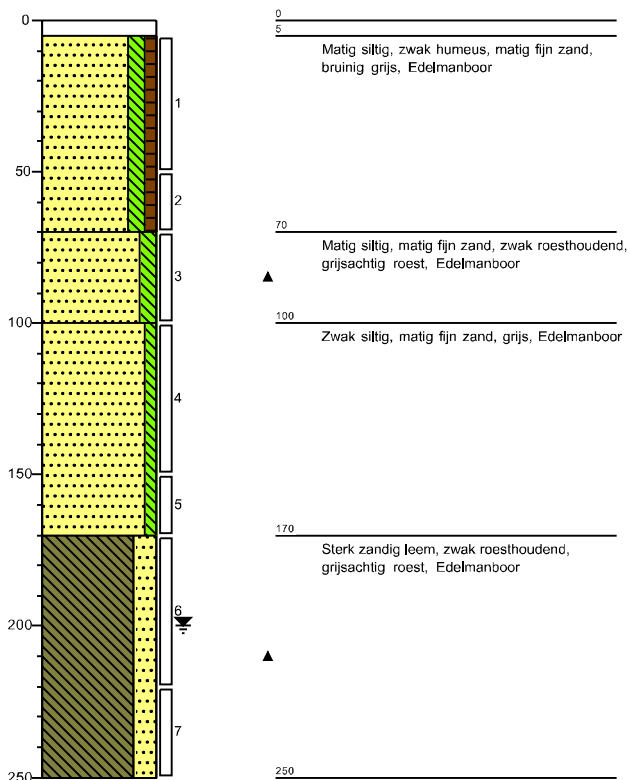 0
50
100
150
200
250
1
2
3
4
5
6
7
0
5
Matig siltig, zwak humeus, matig fijn zand,
bruinig grijs, Edelmanboor
70
Matig siltig, matig fijn zand, zwak roesthoudend,
grijsachtig roest, Edelmanboor
100
Zwak siltig, matig fijn zand, grijs, Edelmanboor
170
Sterk zandig leem, zwak roesthoudend,
grijsachtig roest, Edelmanboor
250